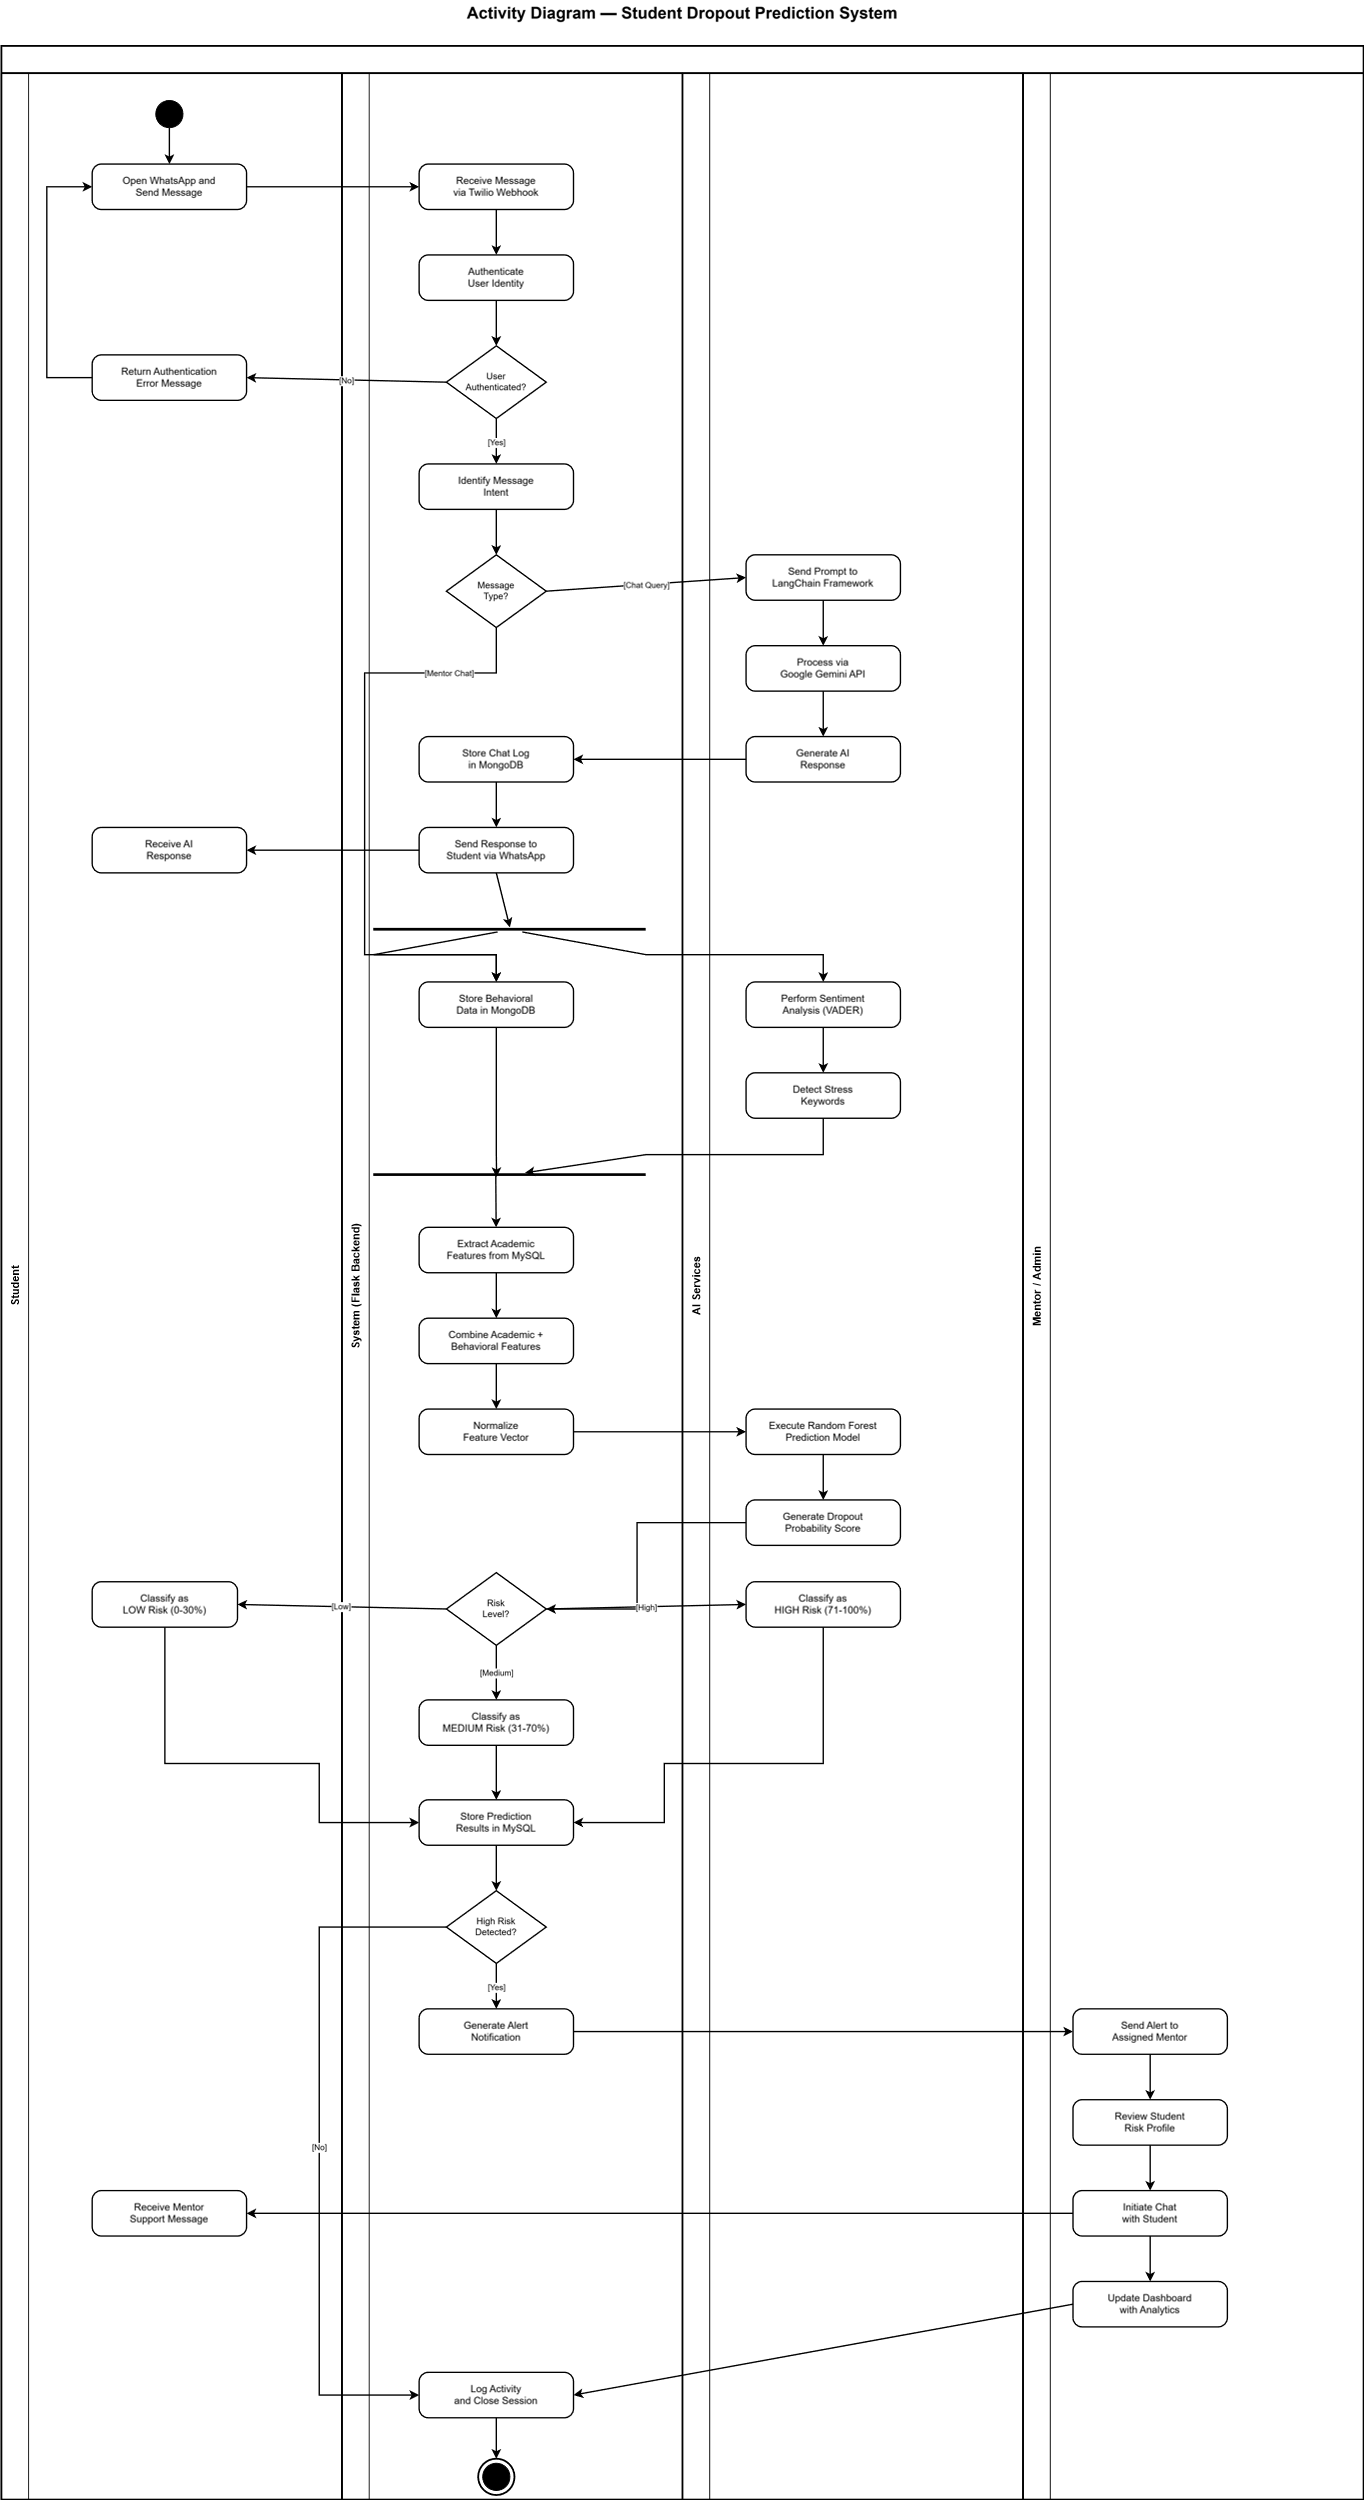 Activity Diagram — Student Dropout Prediction System
Open WhatsApp and
Send Message
Receive Message
via Twilio Webhook
Authenticate
User Identity
Return Authentication
Error Message
[No]
User
Authenticated?
[Yes]
Identify Message
Intent
Message
Type?
[Chat Query]
Send Prompt to
LangChain Framework
Process via
Google Gemini API
[Mentor Chat]
Store Chat Log
in MongoDB
Generate AI
Response
Receive AI
Response
Send Response to
Student via WhatsApp
Store Behavioral
Data in MongoDB
Perform Sentiment
Analysis (VADER)
Detect Stress
Keywords
Student
System (Flask Backend)
AI Services
Mentor / Admin
Extract Academic
Features from MySQL
Combine Academic +
Behavioral Features
Normalize
Feature Vector
Execute Random Forest
Prediction Model
Generate Dropout
Probability Score
Classify as
LOW Risk (0-30%)
[Low]
Risk
Level?
[High]
Classify as
HIGH Risk (71-100%)
[Medium]
Classify as
MEDIUM Risk (31-70%)
Store Prediction
Results in MySQL
High Risk
Detected?
[Yes]
Generate Alert
Notification
Send Alert to
Assigned Mentor
Review Student
Risk Profile
[No]
Receive Mentor
Support Message
Initiate Chat
with Student
Update Dashboard
with Analytics
Log Activity
and Close Session